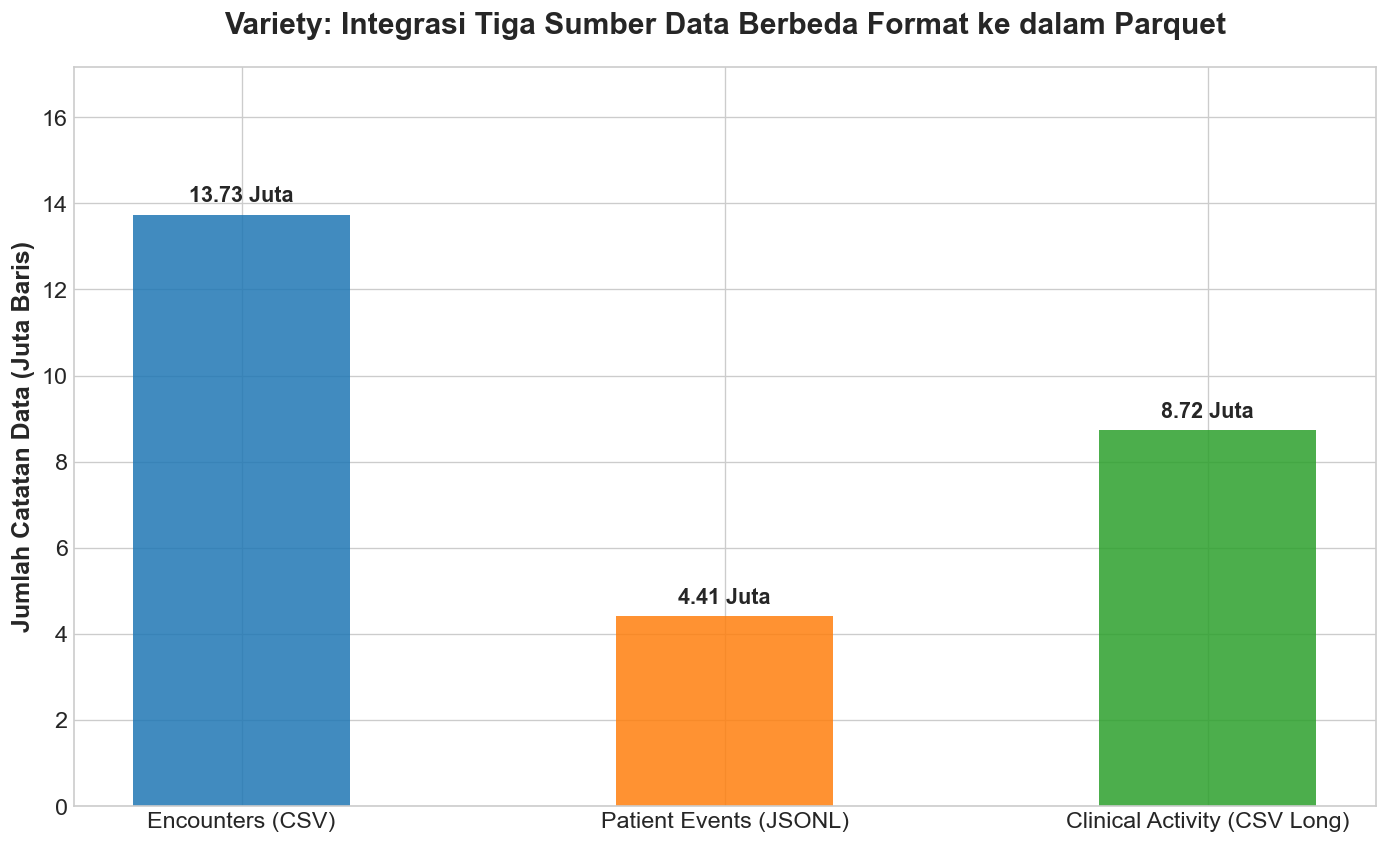 Variety: Integrasi Tiga Sumber Data Berbeda Format ke dalam Parquet
Jumlah Catatan Data (Juta Baris)
16
14
12
10
8
6
4
2
0
13.73 Juta
4.41 Juta
8.72 Juta
Encounters (CSV)
Patient Events (JSONL)
Clinical Activity (CSV Long)